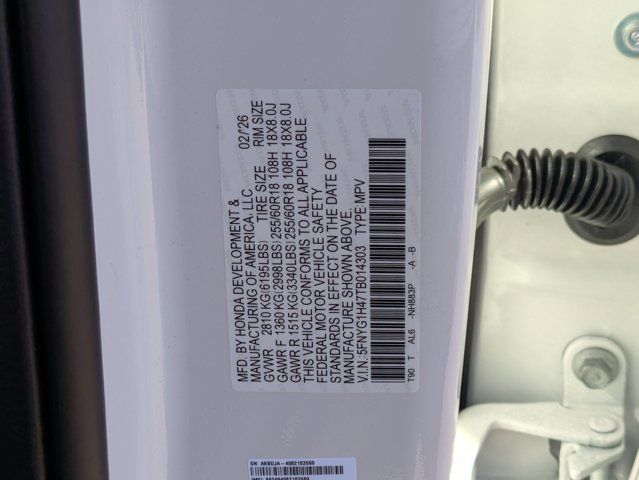 MFD. BY HONDA DEVELOPMENT & 02/'26
MANUFACTURING OF AMERICA, LLC
TIRE SIZE RIM SIZE
GVWR 2810 KG(6195LBS)
GAWR F 1360 KG(2998LBS)255/60R18 108H 18X8.0J
GAWR R 1515 KG(3340LBS)255/60R18 108H 18X8.0J
THIS VEHICLE CONFORMS TO ALL APPLICABLE
FEDERAL MOTOR VEHICLE SAFETY
STANDARDS IN EFFECT ON THE DATE OF
MANUFACTURE SHOWN ABOVE.
V.I.N.:5FNYG1H47TB014303 TYPE:MPV
T90 T AL6 -NH883P -A -B